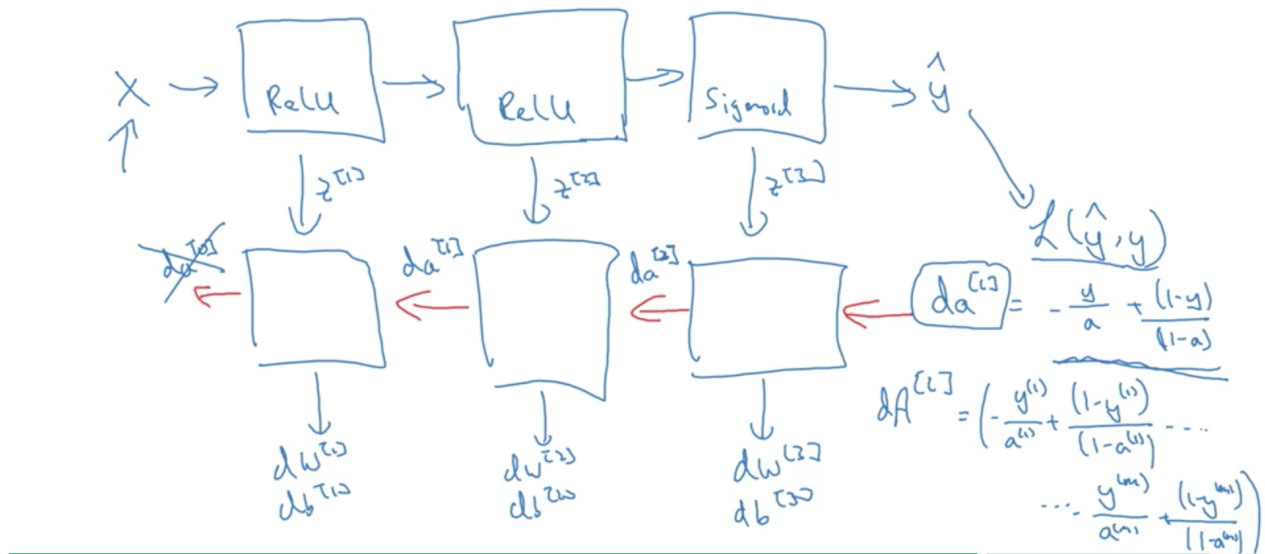 X → ReLU → ReLU → Sigmoid → ŷ
z^[1] z^[2] z^[3]
L(ŷ, y)
da^[0] da^[1] da^[2] da^[L] = - y/a + (1-y)/(1-a)
dA^[L] = (- y^(1)/a^(1) + (1-y^(1))/(1-a^(1)) ....
.... y^(m)/a^(m) + (1-y^(m))/(1-a^(m)))
dw^[1] dw^[2] dw^[3]
db^[1] db^[2] db^[3]